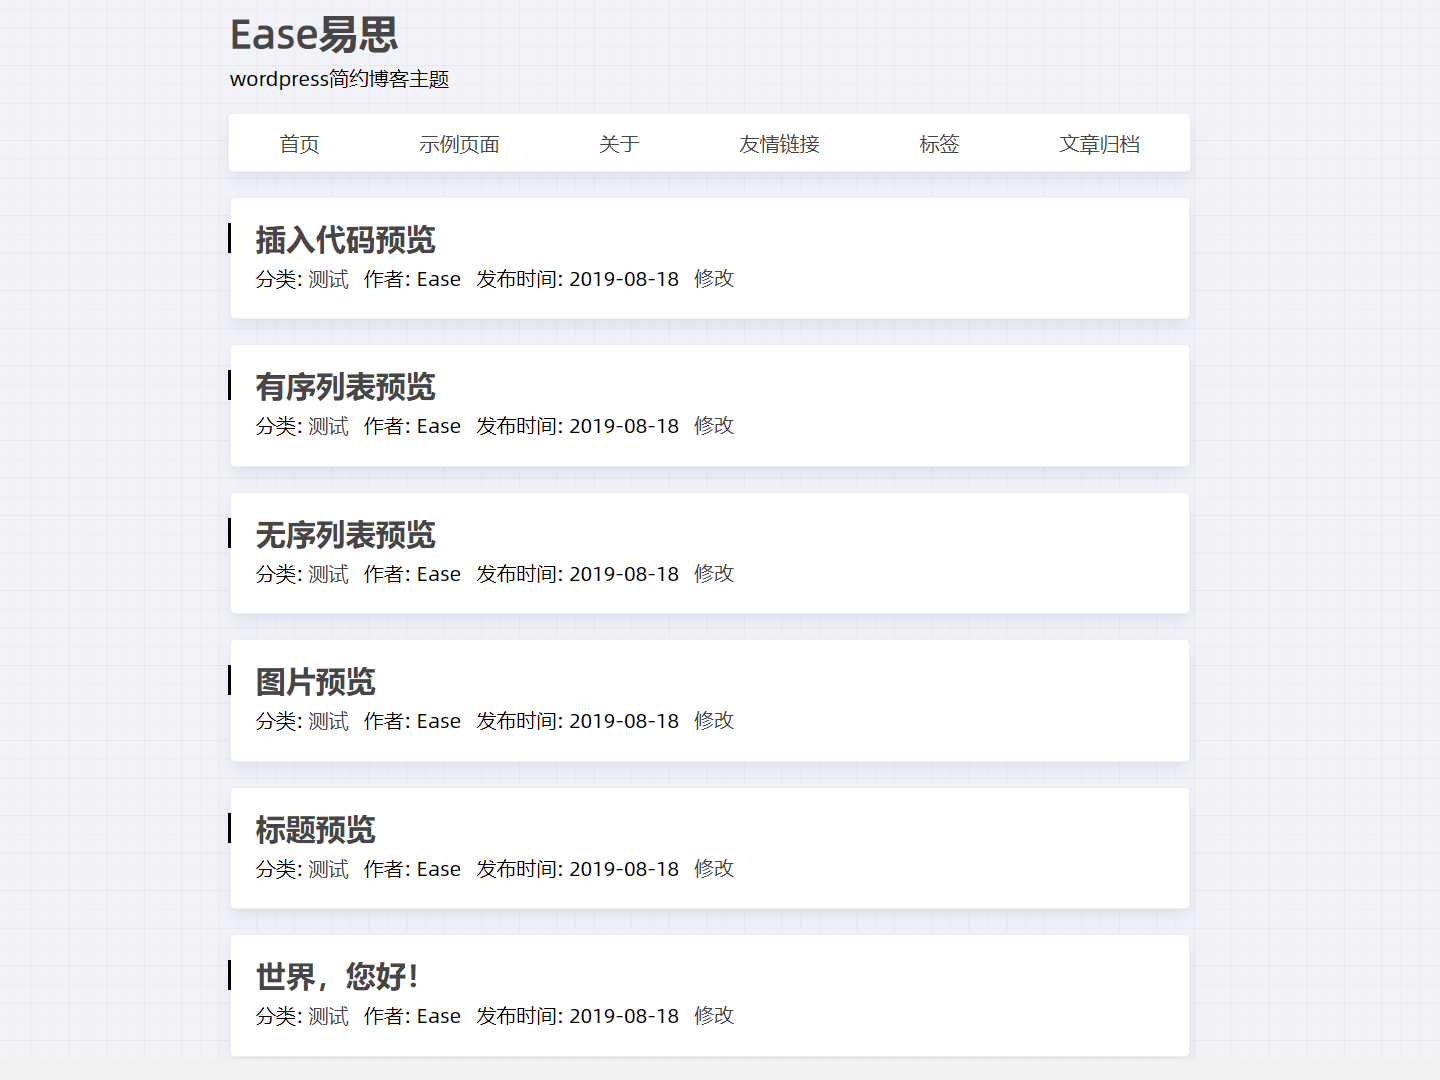 Ease易思
wordpress简约博客主题
首页 示例页面 关于 友情链接 标签 文章归档
插入代码预览
分类: 测试 作者: Ease 发布时间: 2019-08-18 修改
有序列表预览
分类: 测试 作者: Ease 发布时间: 2019-08-18 修改
无序列表预览
分类: 测试 作者: Ease 发布时间: 2019-08-18 修改
图片预览
分类: 测试 作者: Ease 发布时间: 2019-08-18 修改
标题预览
分类: 测试 作者: Ease 发布时间: 2019-08-18 修改
世界，您好！
分类: 测试 作者: Ease 发布时间: 2019-08-18 修改